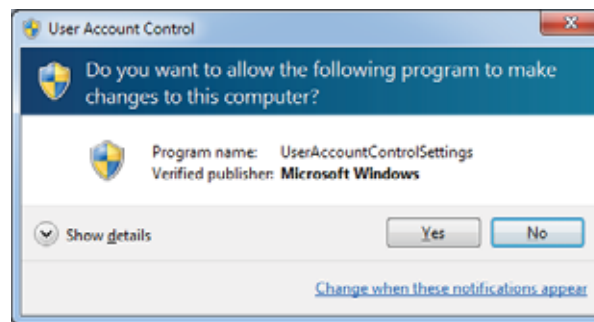 User Account Control
Do you want to allow the following program to make
changes to this computer?
Program name: UserAccountControlSettings
Verified publisher: Microsoft Windows
Show details
Yes
No
Change when these notifications appear